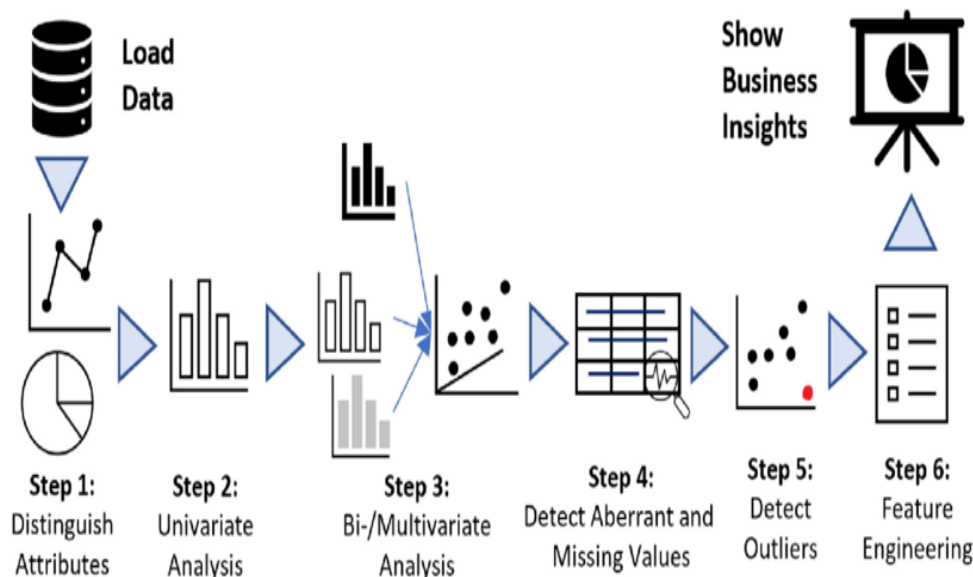 Load
Data
Show
Business
Insights
Step 1:
Distinguish
Attributes
Step 2:
Univariate
Analysis
Step 3:
Bi-/Multivariate
Analysis
Step 4:
Detect Aberrant and
Missing Values
Step 5:
Detect
Outliers
Step 6:
Feature
Engineering